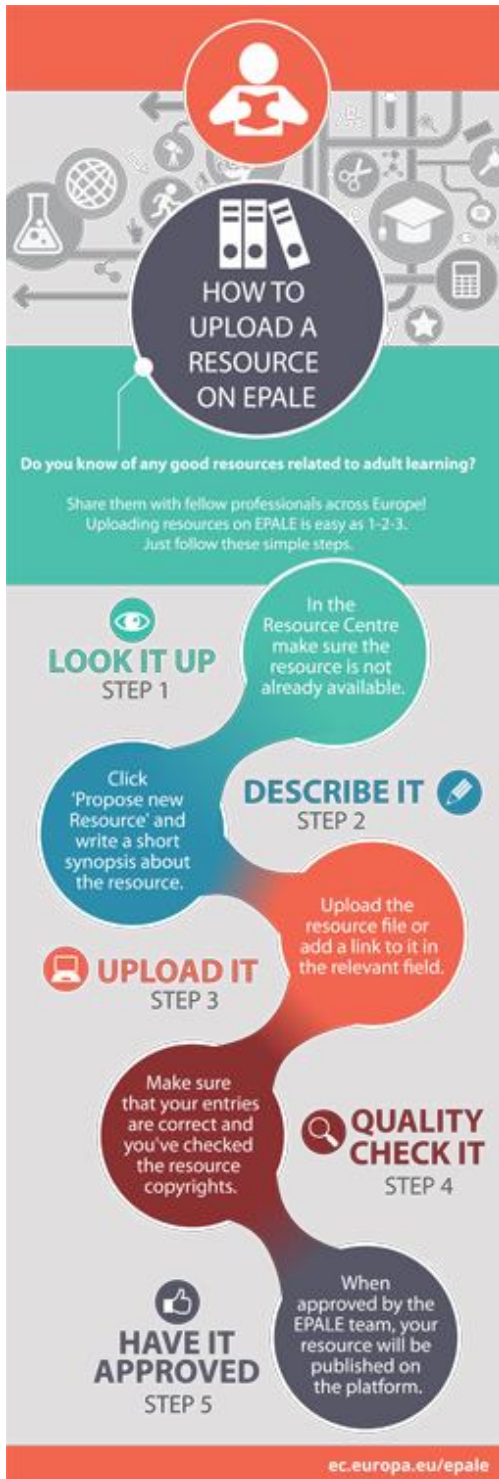 HOW TO
UPLOAD A
RESOURCE
ON EPALE
Do you know of any good resources related to adult learning?
Share them with fellow professionals across Europe!
Uploading resources on EPALE is easy as 1-2-3.
Just follow these simple steps.
LOOK IT UP
STEP 1
In the
Resource Centre
make sure the
resource is not
already available.
DESCRIBE IT
STEP 2
Click
'Propose new
Resource' and
write a short
synopsis about
the resource.
UPLOAD IT
STEP 3
Upload the
resource file or
add a link to it in
the relevant field.
QUALITY
CHECK IT
STEP 4
Make sure
that your entries
are correct and
you've checked
the resource
copyrights.
HAVE IT
APPROVED
STEP 5
When
approved by the
EPALE team, your
resource will be
published on
the platform.
ec.europa.eu/epale